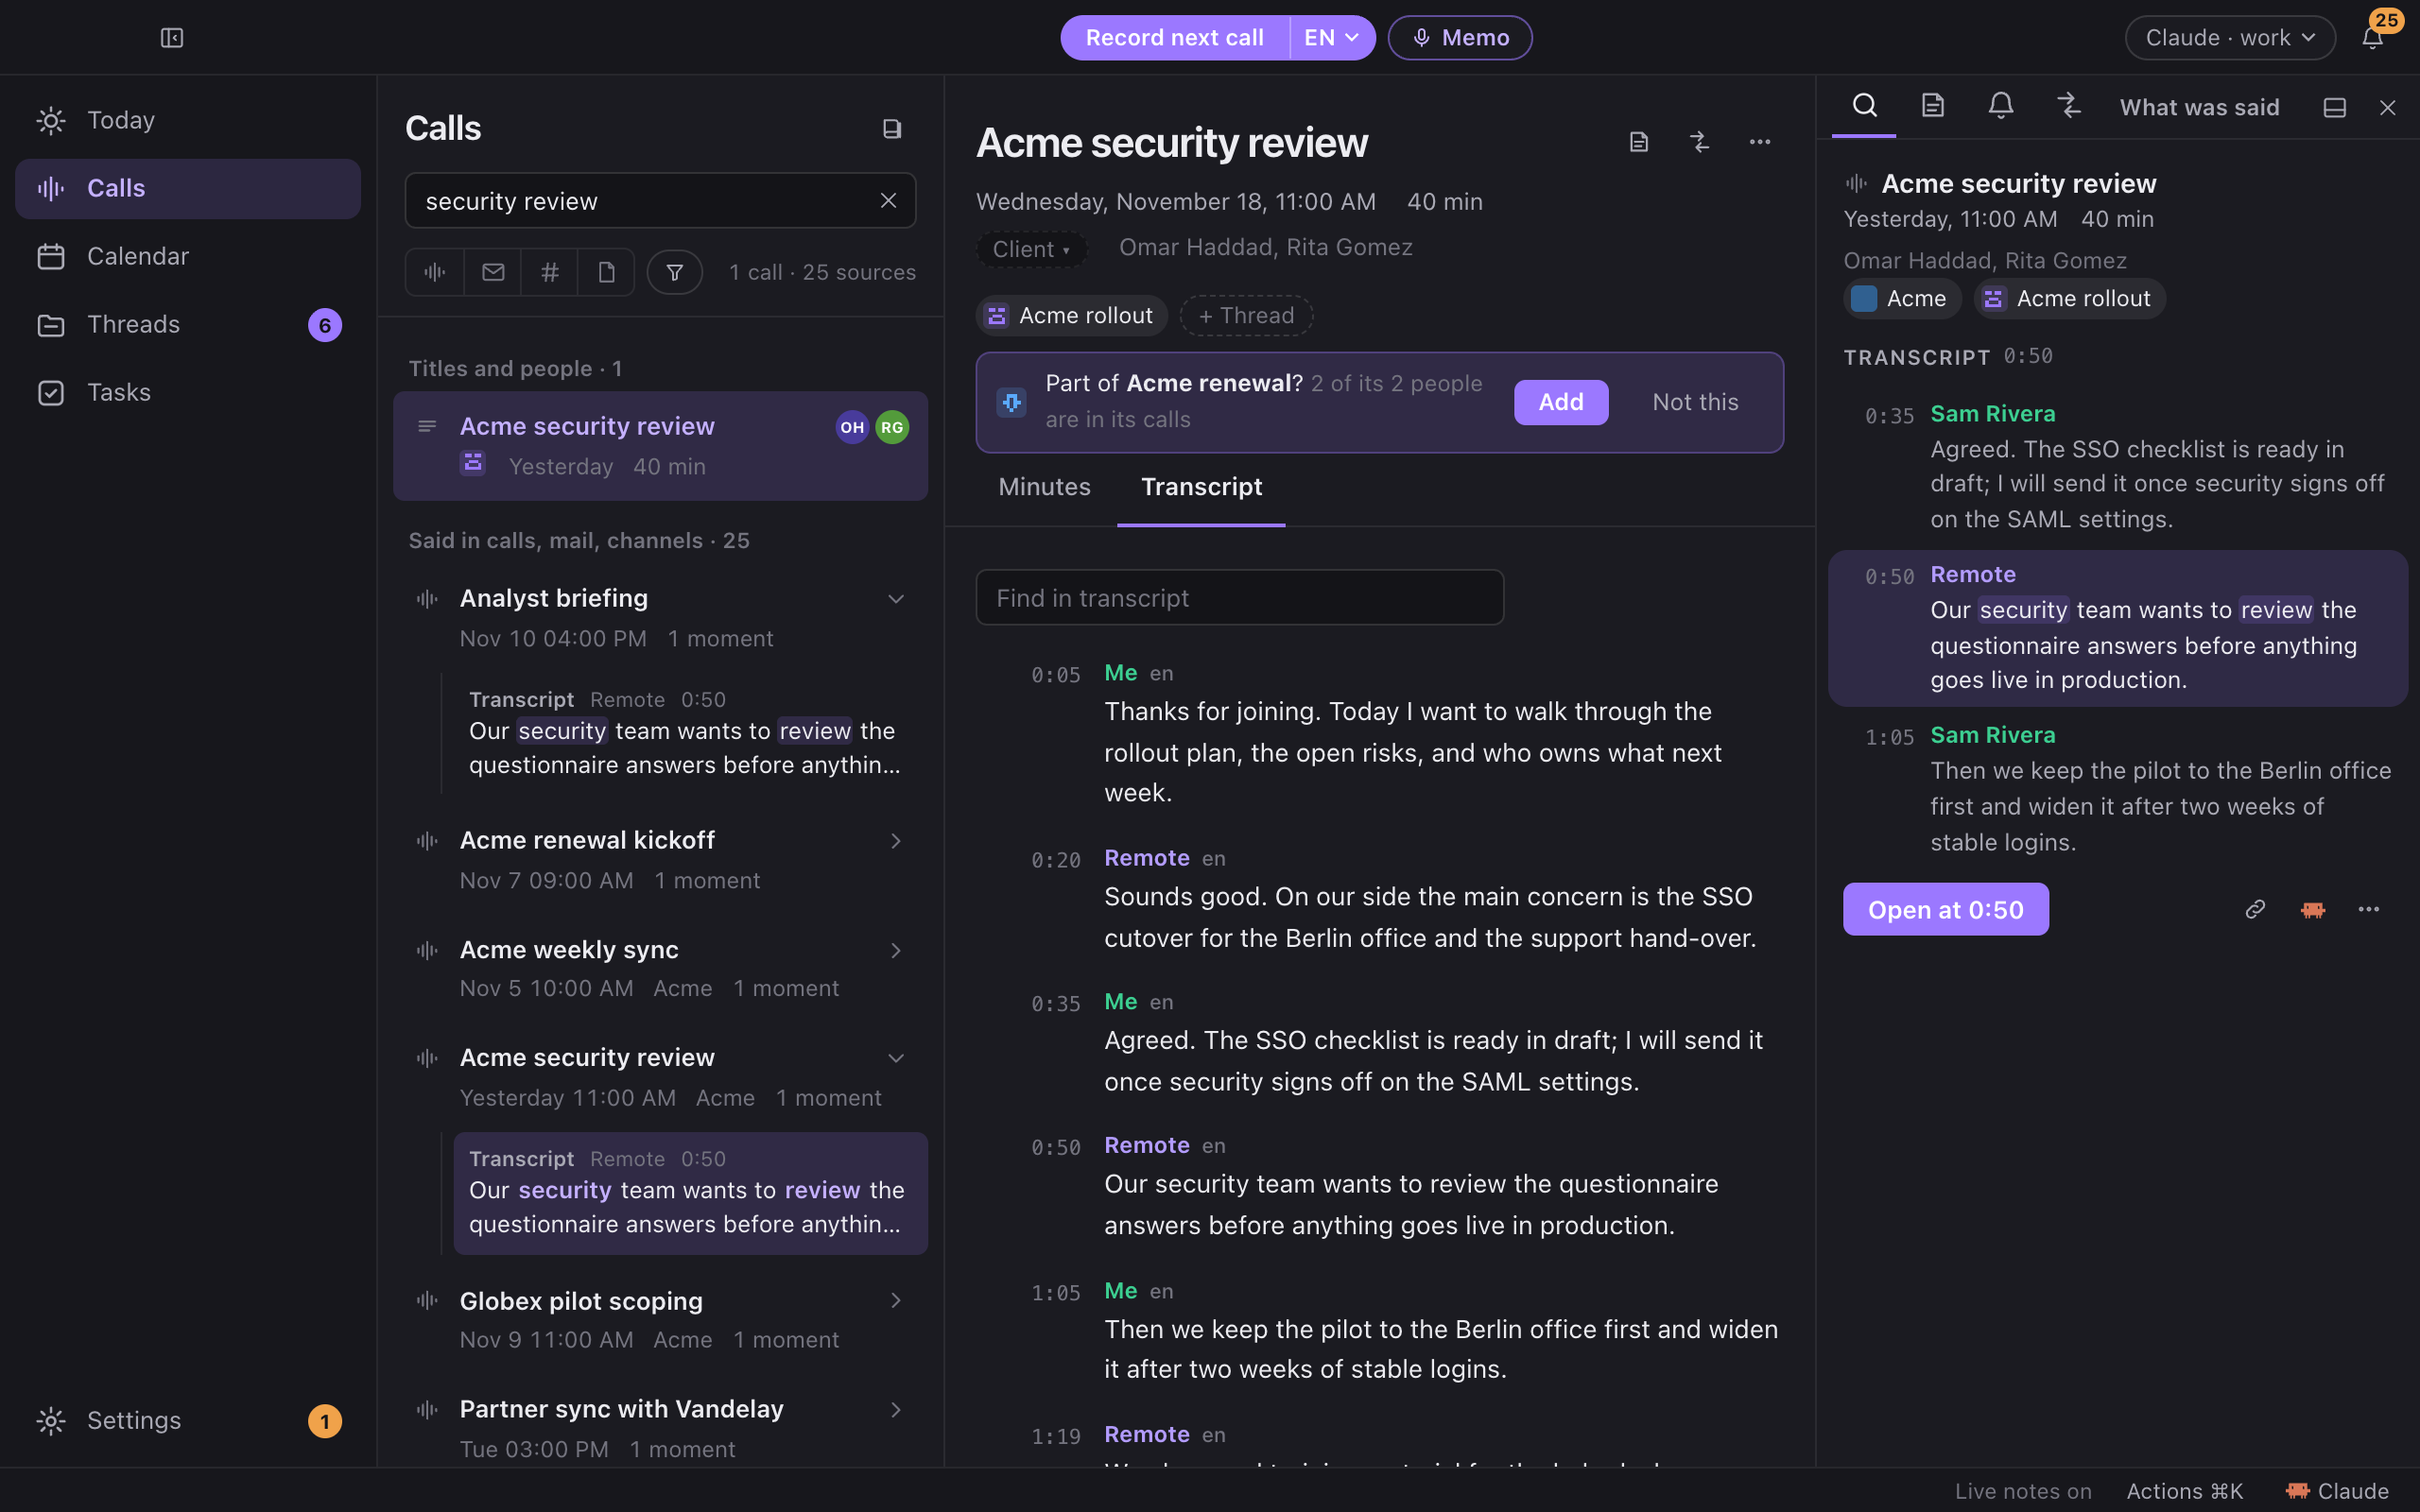 Record next call
EN
Memo
Claude · work
25
Today
Calls
Calendar
Threads
6
Tasks
Settings
1
Calls
security review
1 call · 25 sources
Titles and people · 1
Acme security review
OH
RG
Yesterday 40 min
Said in calls, mail, channels · 25
Analyst briefing
Nov 10 04:00 PM 1 moment
Transcript Remote 0:50
Our security team wants to review the
questionnaire answers before anythin...
Acme renewal kickoff
Nov 7 09:00 AM 1 moment
Acme weekly sync
Nov 5 10:00 AM Acme 1 moment
Acme security review
Yesterday 11:00 AM Acme 1 moment
Transcript Remote 0:50
Our security team wants to review the
questionnaire answers before anythin...
Globex pilot scoping
Nov 9 11:00 AM Acme 1 moment
Partner sync with Vandelay
Tue 03:00 PM 1 moment
Acme security review
Wednesday, November 18, 11:00 AM 40 min
Client
Omar Haddad, Rita Gomez
Acme rollout
+ Thread
Part of Acme renewal? 2 of its 2 people
are in its calls
Add
Not this
Minutes
Transcript
Find in transcript
0:05 Me en
Thanks for joining. Today I want to walk through the
rollout plan, the open risks, and who owns what next
week.
0:20 Remote en
Sounds good. On our side the main concern is the SSO
cutover for the Berlin office and the support hand-over.
0:35 Me en
Agreed. The SSO checklist is ready in draft; I will send it
once security signs off on the SAML settings.
0:50 Remote en
Our security team wants to review the questionnaire
answers before anything goes live in production.
1:05 Me en
Then we keep the pilot to the Berlin office first and widen
it after two weeks of stable logins.
1:19 Remote en
What was said
Acme security review
Yesterday, 11:00 AM 40 min
Omar Haddad, Rita Gomez
Acme
Acme rollout
TRANSCRIPT 0:50
0:35 Sam Rivera
Agreed. The SSO checklist is ready in
draft; I will send it once security signs off
on the SAML settings.
0:50 Remote
Our security team wants to review the
questionnaire answers before anything
goes live in production.
1:05 Sam Rivera
Then we keep the pilot to the Berlin office
first and widen it after two weeks of
stable logins.
Open at 0:50
Live notes on
Actions ⌘K
Claude